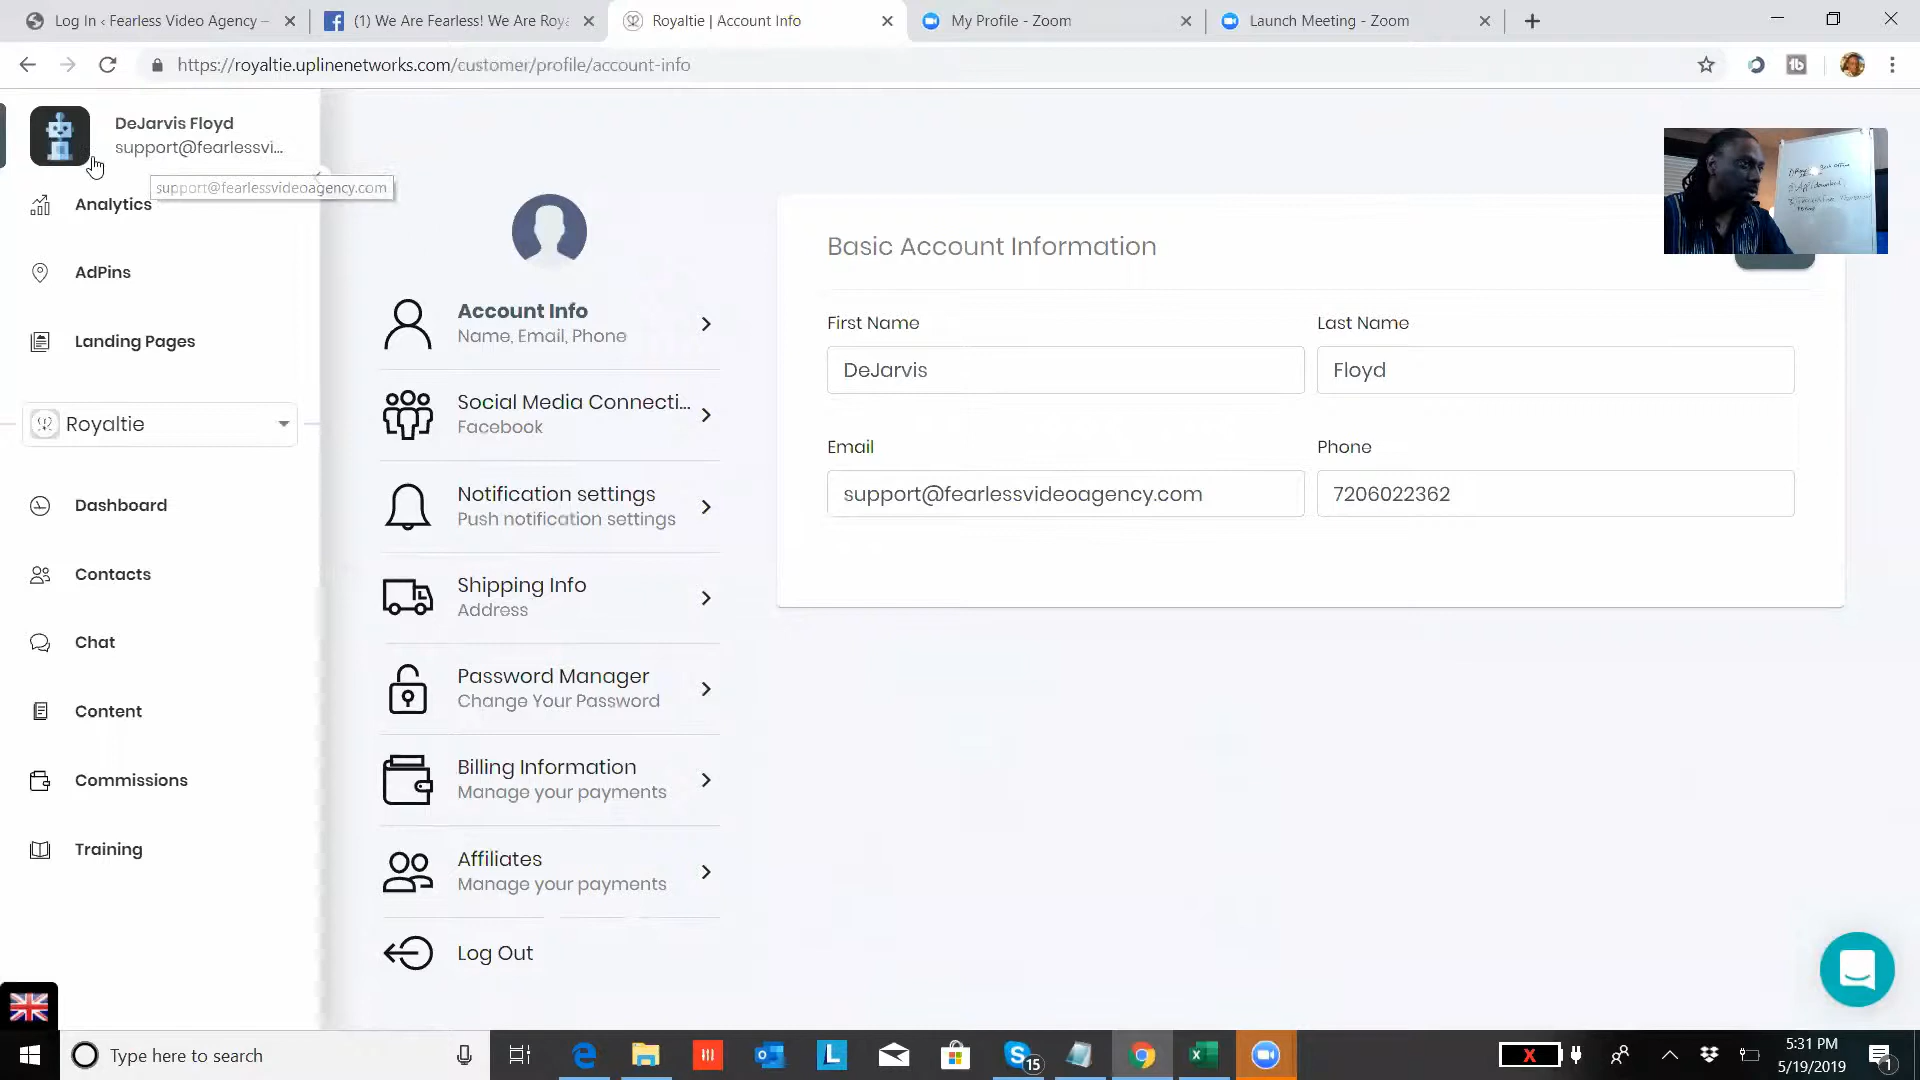 Log In ‹ Fearless Video Agency –
(1) We Are Fearless! We Are Roya
Royaltie | Account Info
My Profile - Zoom
Launch Meeting - Zoom
https://royaltie.uplinenetworks.com/customer/profile/account-info
DeJarvis Floyd
support@fearlessvi...
support@fearlessvideoagency.com
Analytics
AdPins
Landing Pages
Royaltie
Dashboard
Contacts
Chat
Content
Commissions
Training
Account Info
Name, Email, Phone
Social Media Connecti...
Facebook
Notification settings
Push notification settings
Shipping Info
Address
Password Manager
Change Your Password
Billing Information
Manage your payments
Affiliates
Manage your payments
Log Out
Basic Account Information
First Name
Last Name
DeJarvis
Floyd
Email
Phone
support@fearlessvideoagency.com
7206022362
Type here to search
15
5:31 PM
5/19/2019
1